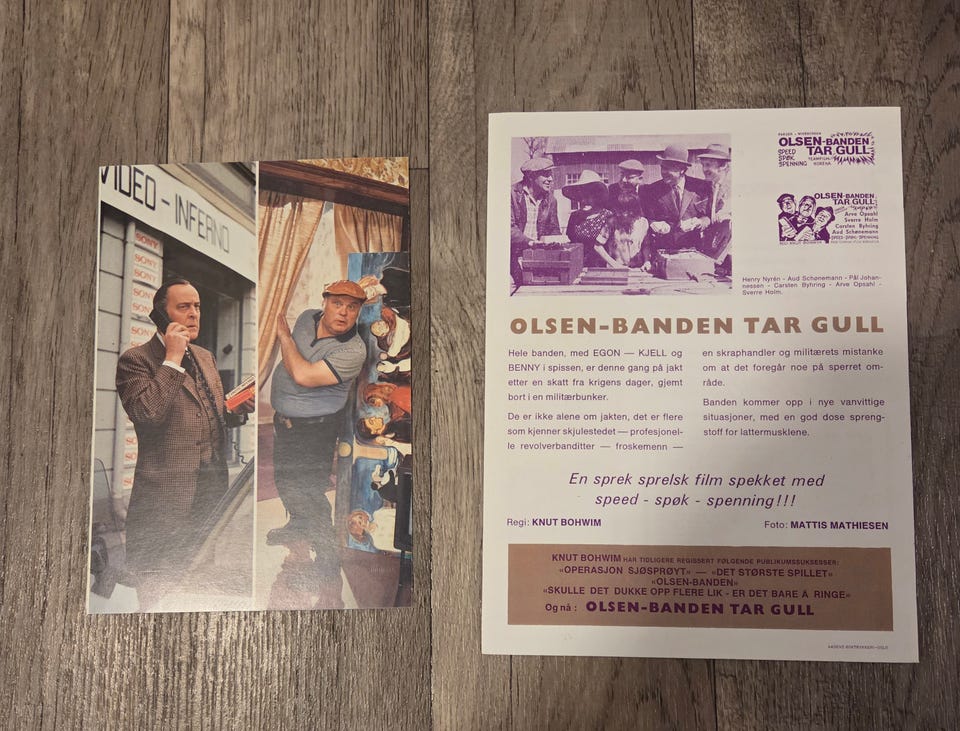 VIDEO - INFERNO
SONY
SONY
SONY
SONY
SONY
SONY
OLSEN-BANDEN
TAR GULL
SPEED
SPØK
SPENNING
TEAMFILM-
NORENA
OLSEN-BANDEN
TAR GULL
Arve Opsahl
Sverre Holm
Carsten Byhring
Aud Schønemann
SPEED-SPØK-SPENNING
Henry Nyrén - Aud Schønemann - Pål Johan-
nessen - Carsten Byhring - Arve Opsahl -
Sverre Holm.
OLSEN-BANDEN TAR GULL
Hele banden, med EGON — KJELL og
BENNY i spissen, er denne gang på jakt
etter en skatt fra krigens dager, gjemt
bort i en militærbunker.
De er ikke alene om jakten, det er flere
som kjenner skjulestedet — profesjonel-
le revolverbanditter — froskemenn —
en skraphandler og militærets mistanke
om at det foregår noe på sperret om-
råde.
Banden kommer opp i nye vanvittige
situasjoner, med en god dose spreng-
stoff for lattermusklene.
En sprek sprelsk film spekket med
speed - spøk - spenning!!!
Regi: KNUT BOHWIM
Foto: MATTIS MATHIESEN
KNUT BOHWIM HAR TIDLIGERE REGISSERT FØLGENDE PUBLIKUMSSUKSESSER:
«OPERASJON SJØSPRØYT» — «DET STØRSTE SPILLET»
«OLSEN-BANDEN»
«SKULLE DET DUKKE OPP FLERE LIK - ER DET BARE Å RINGE»
Og nå : OLSEN-BANDEN TAR GULL